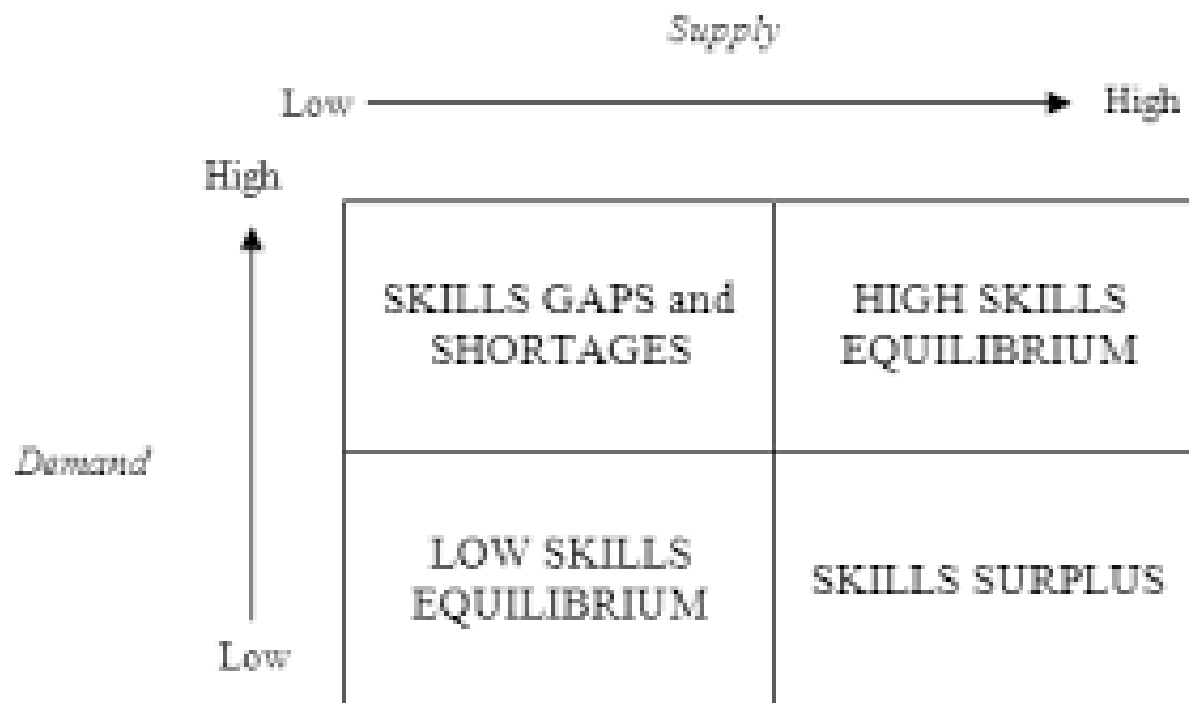 Supply
Low
High
High
SKILLS GAPS and
SHORTAGES
HIGH SKILLS
EQUILIBRIUM
Demand
LOW SKILLS
EQUILIBRIUM
SKILLS SURPLUS
Low